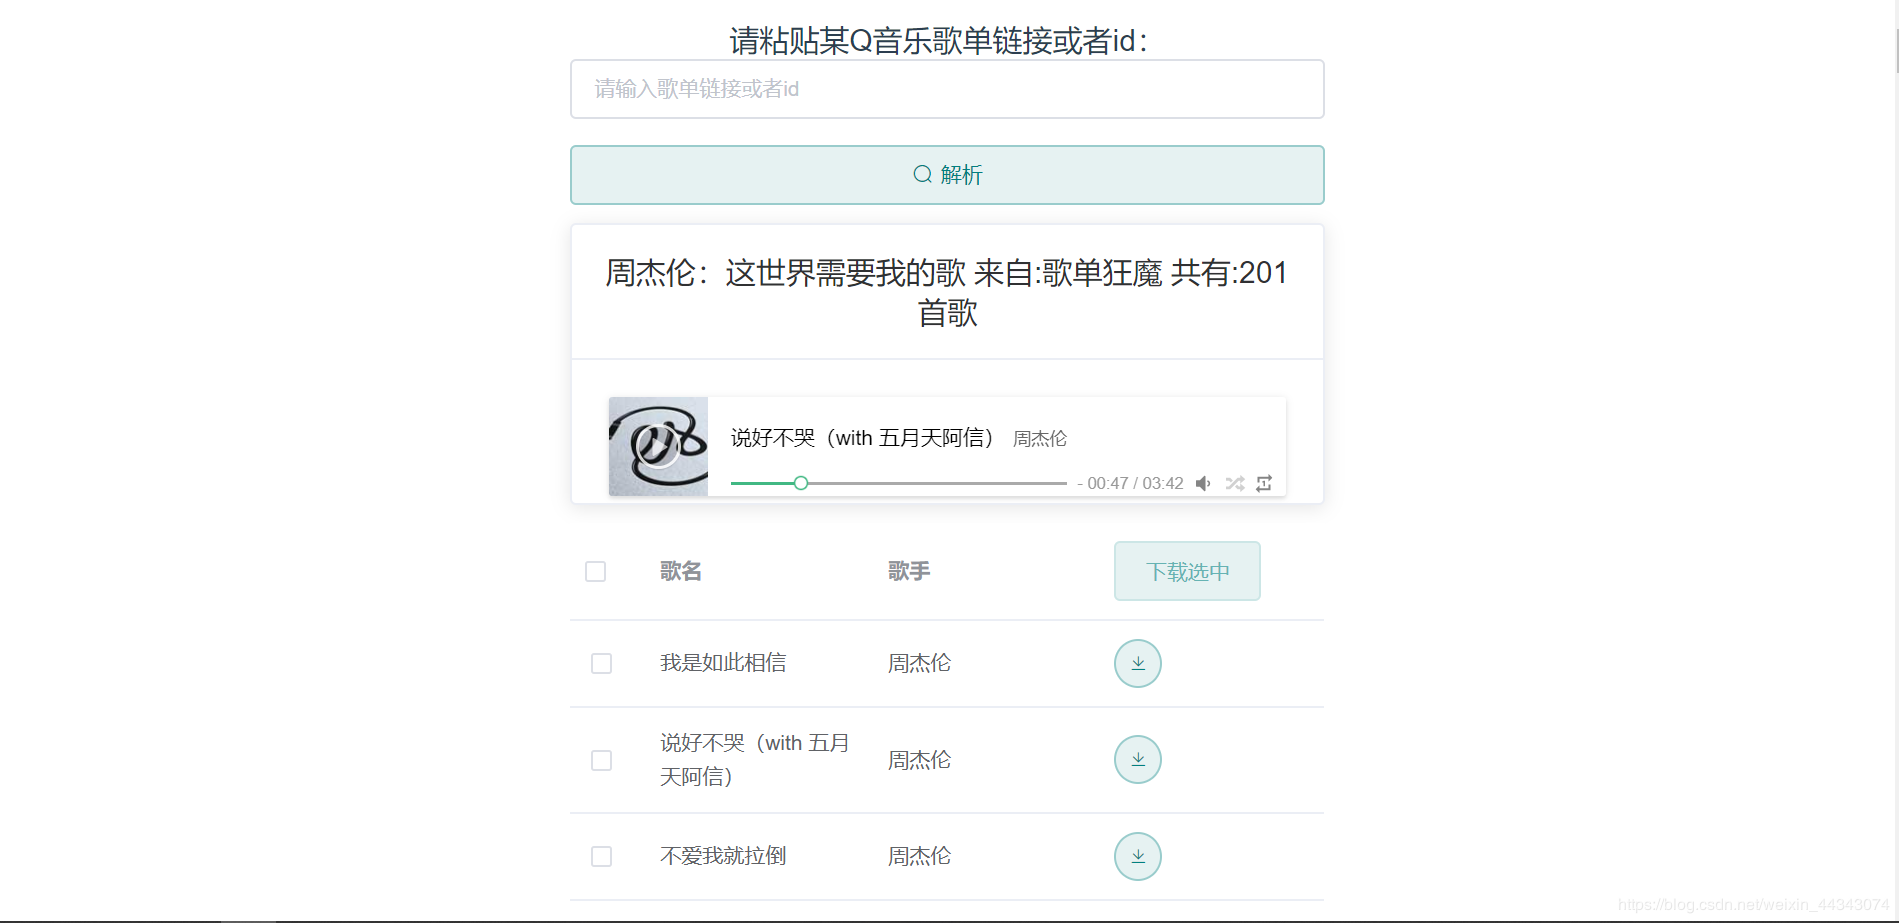 请粘贴某Q音乐歌单链接或者id：
请输入歌单链接或者id
解析
周杰伦：这世界需要我的歌 来自:歌单狂魔 共有:201
首歌
说好不哭（with 五月天阿信） 周杰伦
- 00:47 / 03:42
歌名 歌手 下载选中
我是如此相信 周杰伦
说好不哭（with 五月
天阿信） 周杰伦
不爱我就拉倒 周杰伦
https://blog.csdn.net/weixin_44343074